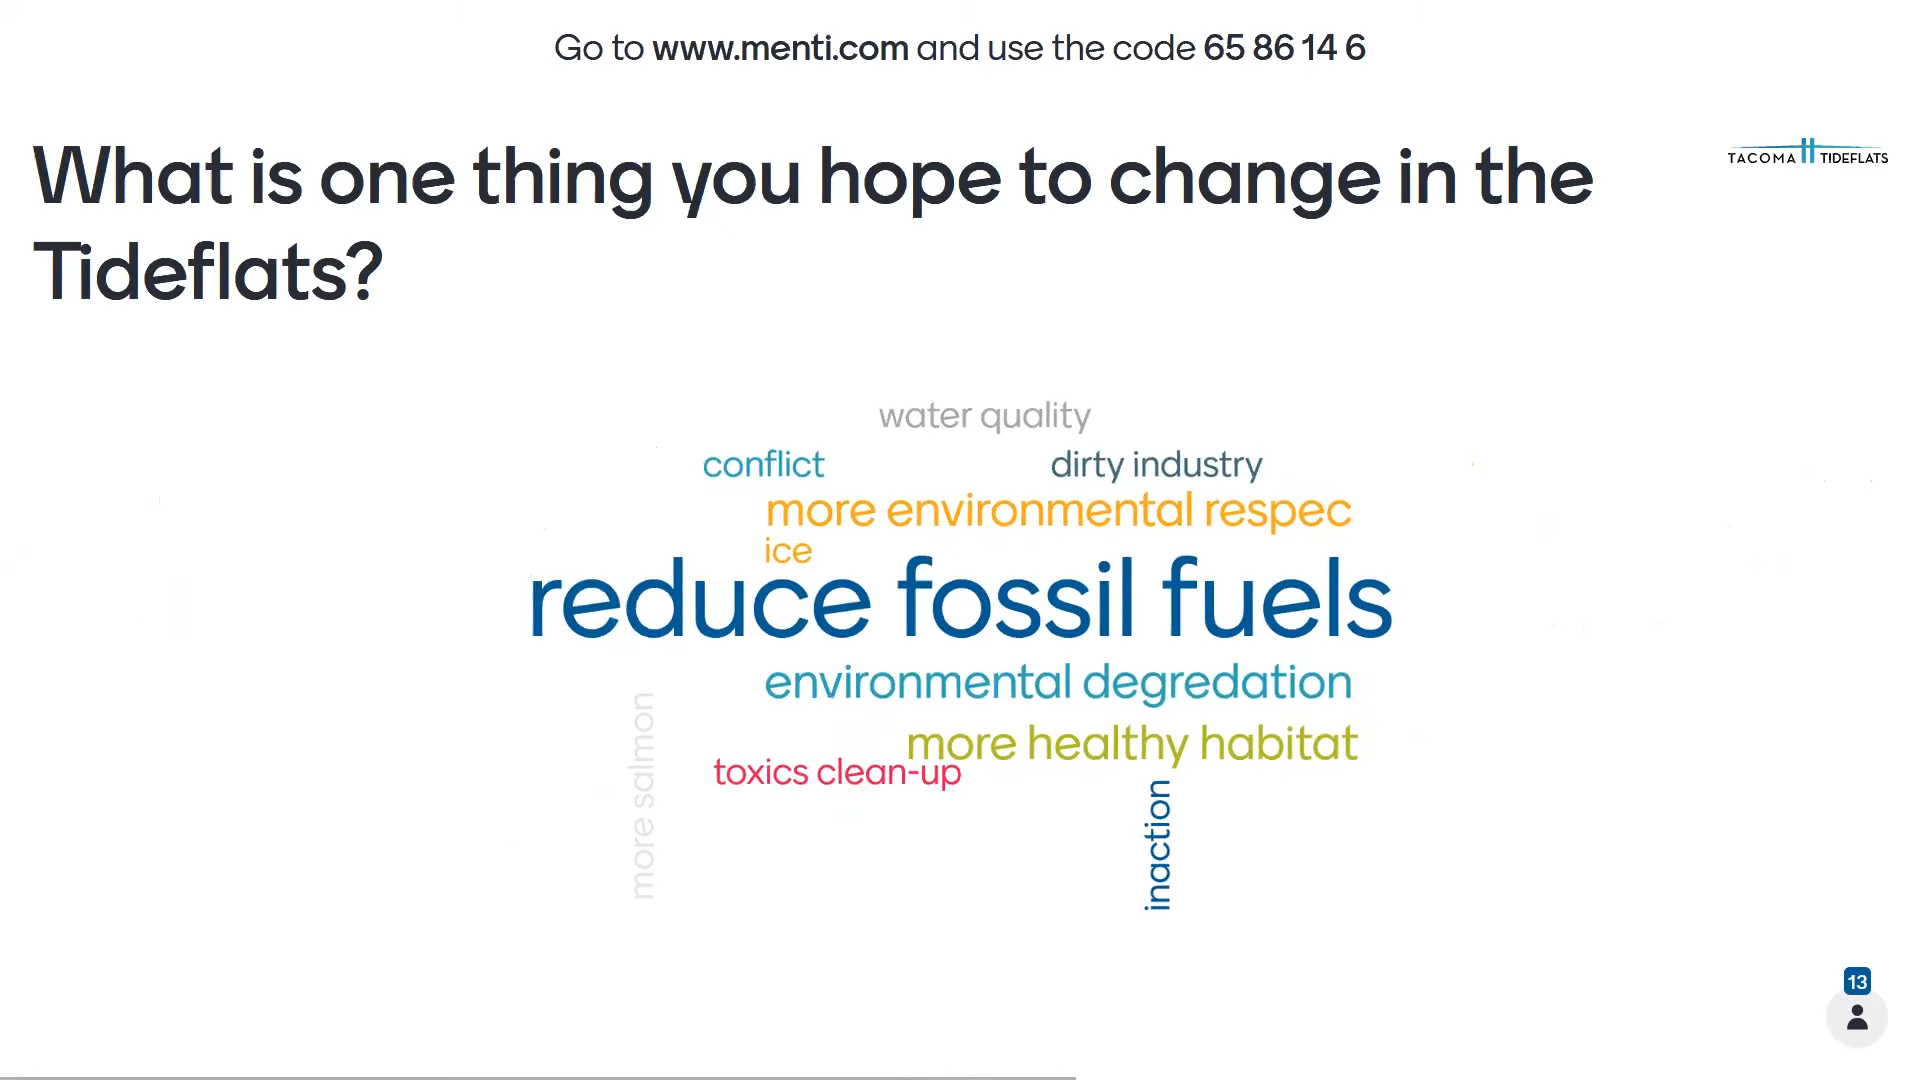 Go to www.menti.com and use the code 65 86 14 6
What is one thing you hope to change in the
Tideflats?
TACOMA TIDEFLATS
water quality
conflict
dirty industry
more environmental respec
ice
reduce fossil fuels
environmental degredation
more healthy habitat
toxics clean-up
more salmon
inaction
13